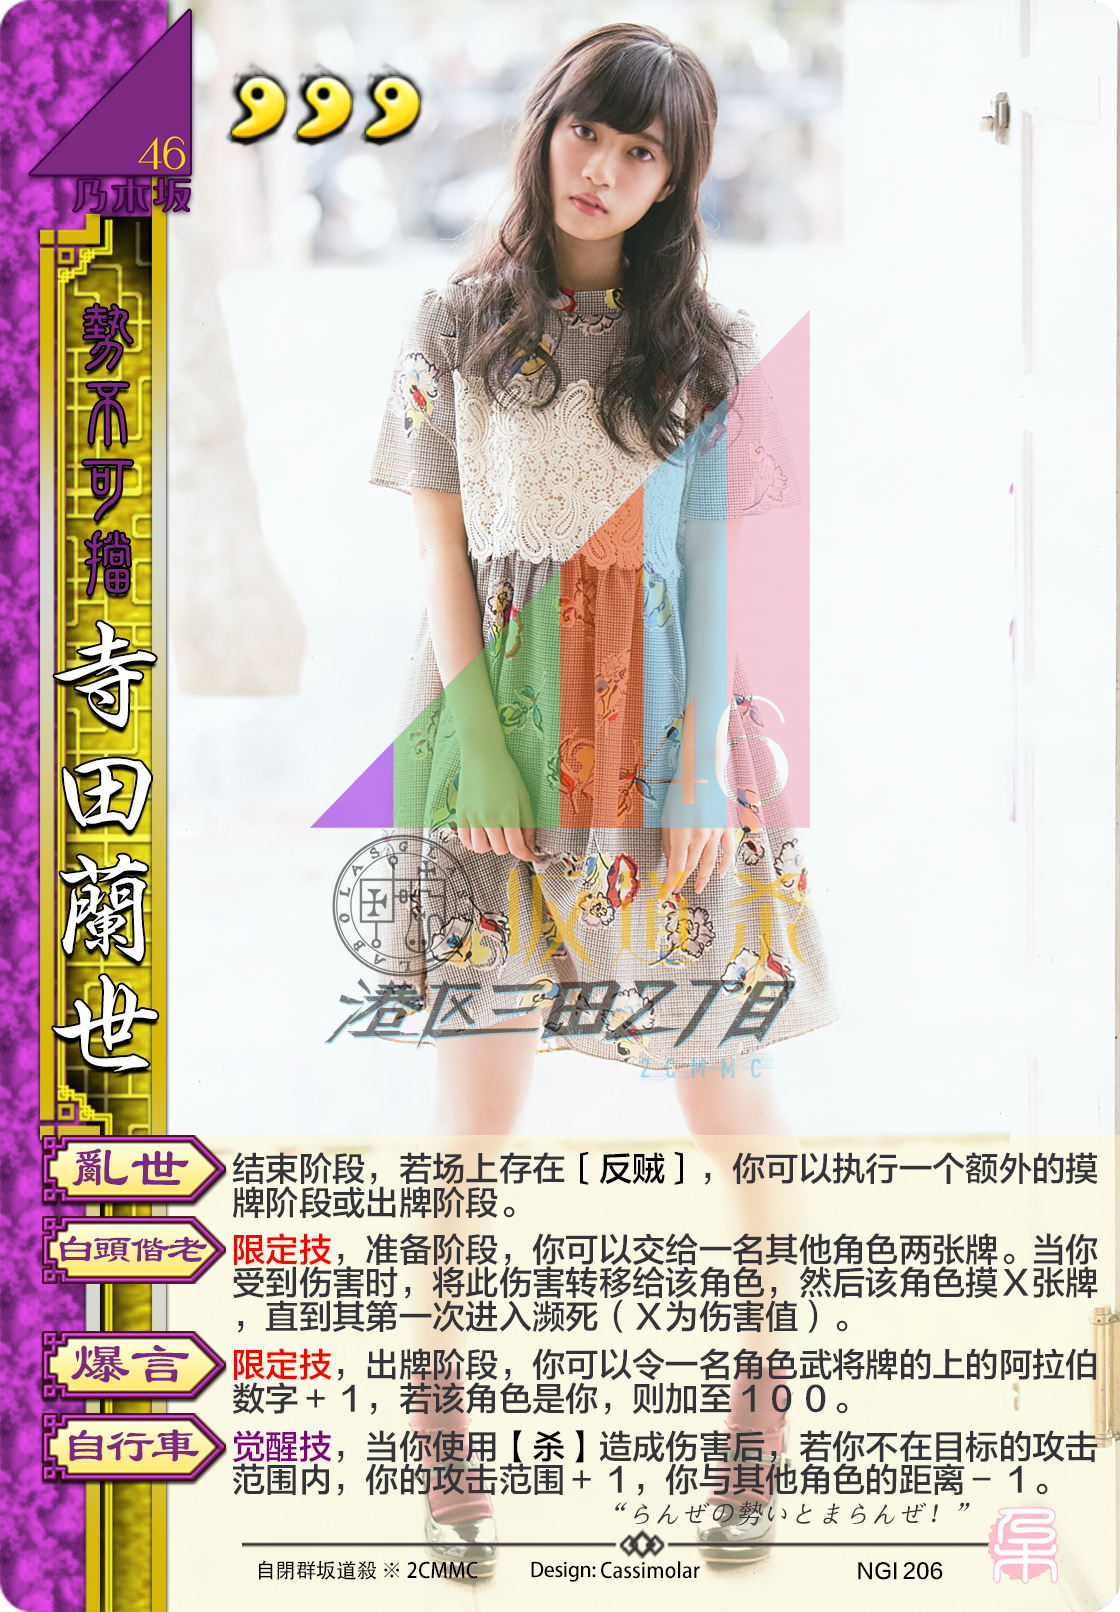 46
乃木坂
勢不可擋
寺田蘭世
46
LABOLAS GE
坂道杀
港区三田乙丁目
2CMMC
亂世
结束阶段，若场上存在［反贼］，你可以执行一个额外的摸
牌阶段或出牌阶段。
白頭偕老
限定技，准备阶段，你可以交给一名其他角色两张牌。当你
受到伤害时，将此伤害转移给该角色，然后该角色摸Ｘ张牌
，直到其第一次进入濒死（Ｘ为伤害值）。
爆言
限定技，出牌阶段，你可以令一名角色武将牌的上的阿拉伯
数字＋１，若该角色是你，则加至１００。
自行車
觉醒技，当你使用【杀】造成伤害后，若你不在目标的攻击
范围内，你的攻击范围＋１，你与其他角色的距离－１。
“らんぜの勢いとまらんぜ！”
自閉群坂道殺 ※ 2CMMC
Design: Cassimolar
NGI 206